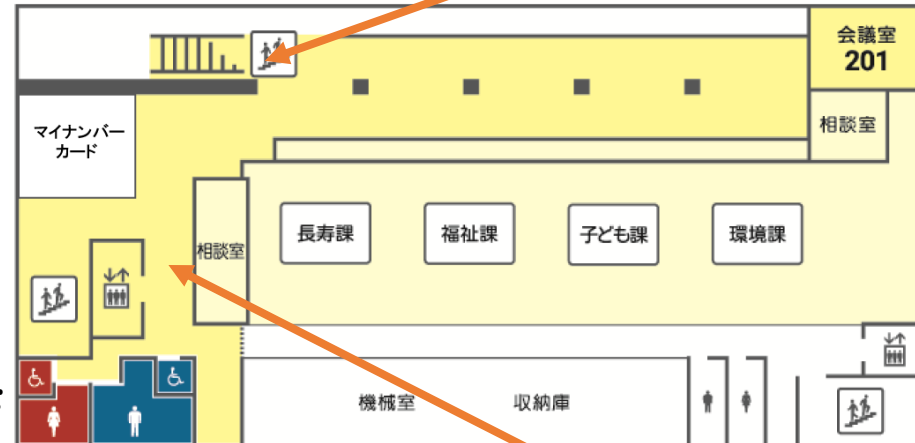 会議室
201
マイナンバー
カード
相談室
長寿課
福祉課
子ども課
環境課
相談室
機械室
収納庫